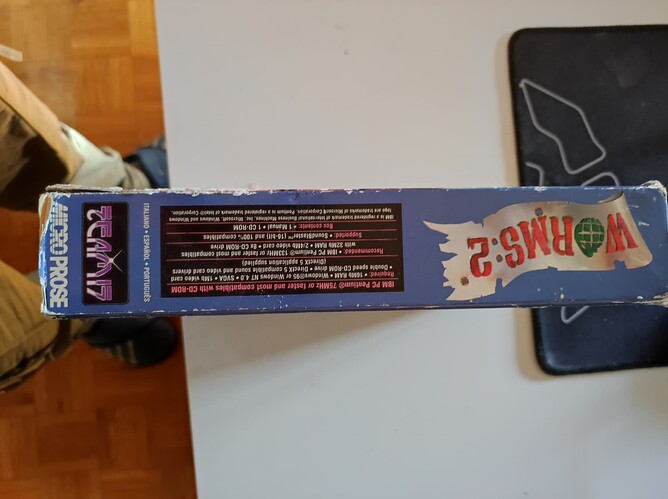 WORMS:2
IBM PC Pentium® 75MHz or faster and most compatibles with CD-ROM
Required: 16MB RAM • Windows®95 or Windows NT 4.0 • SVGA • 1Mb video card
Double speed CD-ROM drive • DirectX 5 compatible sound and video card drivers
(DirectX 5 application supplied)
Recommended: • IBM PC Pentium® 133MHz or faster and most compatibles
with 32Mb RAM • 2/4Mb video card • 8x CD-ROM drive
Supported: • SoundBlaster™ (16-bit) and 100% compatibles
Box contents: • 1 Manual • 1 CD-ROM
IBM is registered trademark of International Business Machines, Inc. Microsoft, Windows and Windows
logo are trademarks of Microsoft Corporation. Pentium is a registered trademark of Intel Corporation.
ITALIANO • ESPAÑOL • PORTUGUÊS
TEAM17
MICRO PROSE